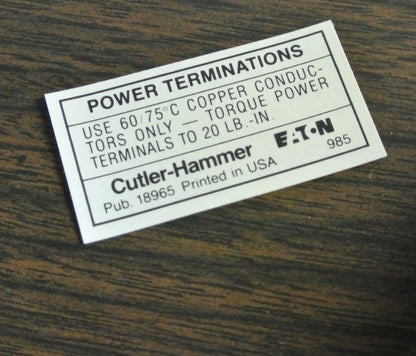 POWER TERMINATIONS
USE 60/75°C COPPER CONDUC-
TORS ONLY — TORQUE POWER
TERMINALS TO 20 LB.-IN.
Cutler-Hammer EATON
Pub. 18965 Printed in USA 985